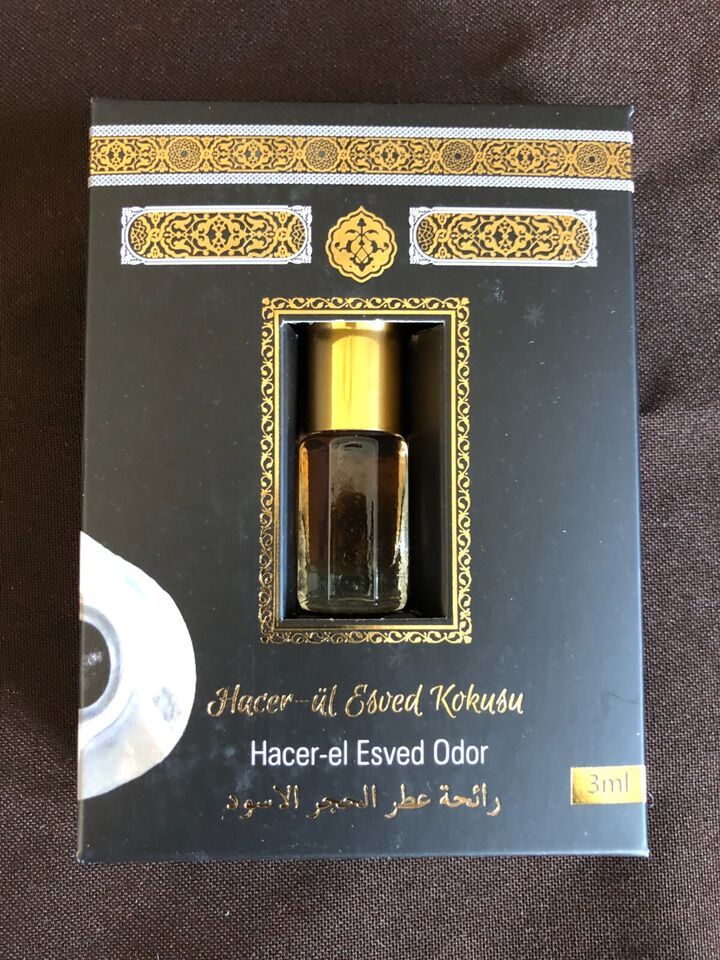 Hacer-ül Esved Kokusu
Hacer-el Esved Odor
3ml
رائحة عطر الحجر الاسود